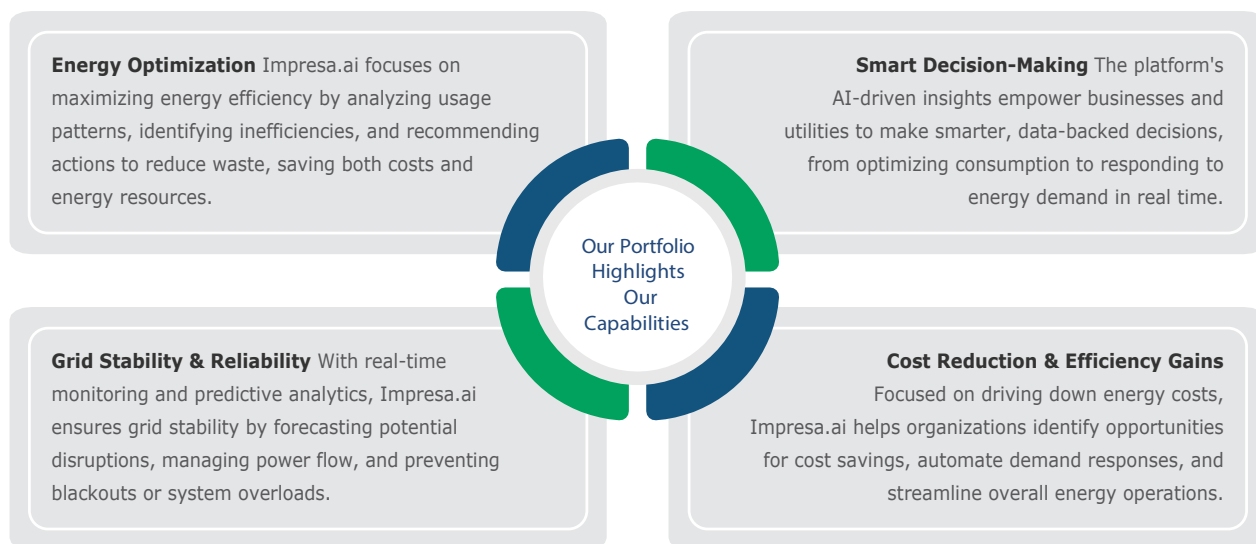 Energy Optimization Impresa.ai focuses on
maximizing energy efficiency by analyzing usage
patterns, identifying inefficiencies, and recommending
actions to reduce waste, saving both costs and
energy resources.
Smart Decision-Making The platform's
AI-driven insights empower businesses and
utilities to make smarter, data-backed decisions,
from optimizing consumption to responding to
energy demand in real time.
Our Portfolio
Highlights
Our
Capabilities
Grid Stability & Reliability With real-time
monitoring and predictive analytics, Impresa.ai
ensures grid stability by forecasting potential
disruptions, managing power flow, and preventing
blackouts or system overloads.
Cost Reduction & Efficiency Gains
Focused on driving down energy costs,
Impresa.ai helps organizations identify opportunities
for cost savings, automate demand responses, and
streamline overall energy operations.